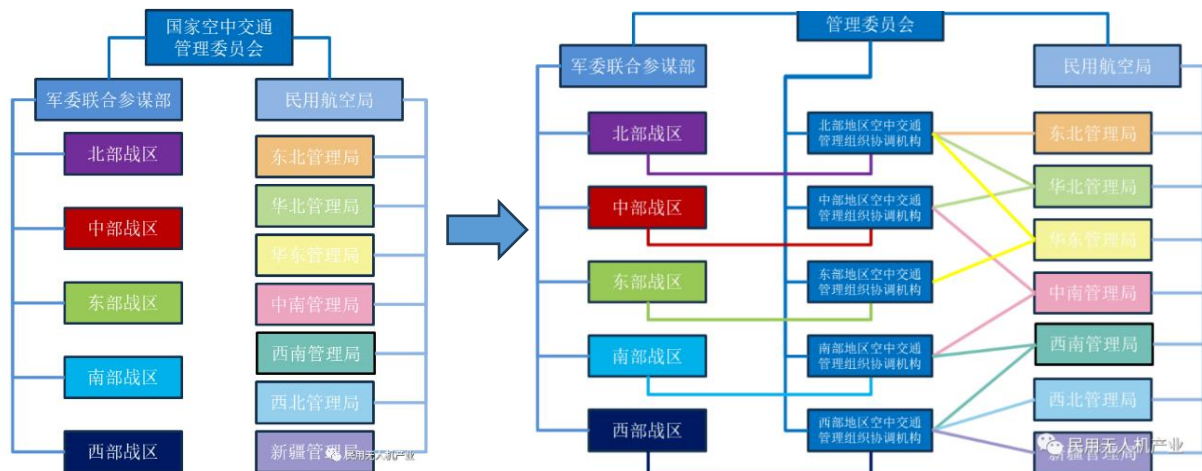 国家空中交通
管理委员会
军委联合参谋部
民用航空局
北部战区
东北管理局
华北管理局
中部战区
华东管理局
东部战区
中南管理局
西南管理局
南部战区
西北管理局
西部战区
新疆管理局
民用无人机产业
管理委员会
军委联合参谋部
民用航空局
北部战区
北部地区空中交通
管理组织协调机构
东北管理局
华北管理局
中部战区
中部地区空中交通
管理组织协调机构
华东管理局
东部战区
东部地区空中交通
管理组织协调机构
中南管理局
南部战区
南部地区空中交通
管理组织协调机构
西南管理局
西北管理局
西部战区
西部地区空中交通
管理组织协调机构
新疆管理局
民用无人机产业